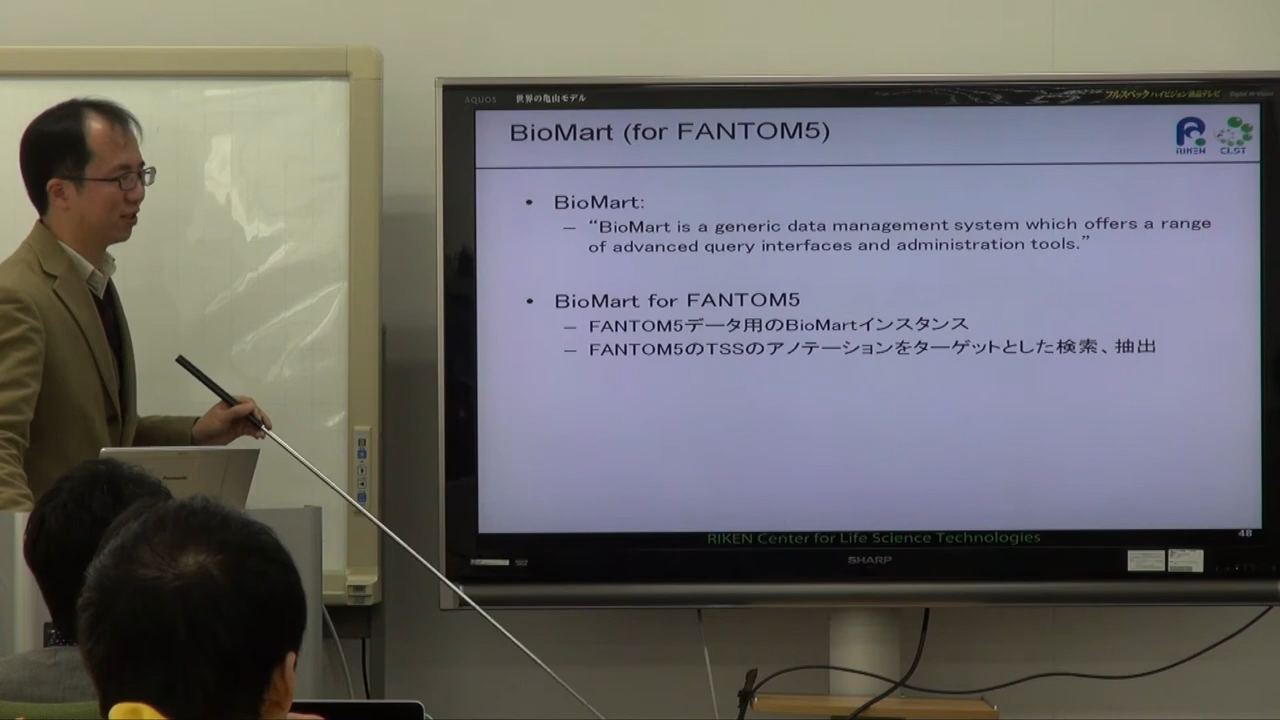 AQUOS 世界の亀山モデル フルスペック ハイビジョン液晶テレビ
BioMart (for FANTOM5)
RIKEN CLST
• BioMart:
– “BioMart is a generic data management system which offers a range
of advanced query interfaces and administration tools.”
• BioMart for FANTOM5
– FANTOM5データ用のBioMartインスタンス
– FANTOM5のTSSのアノテーションをターゲットとした検索、抽出
RIKEN Center for Life Science Technologies
48
SHARP
Panasonic